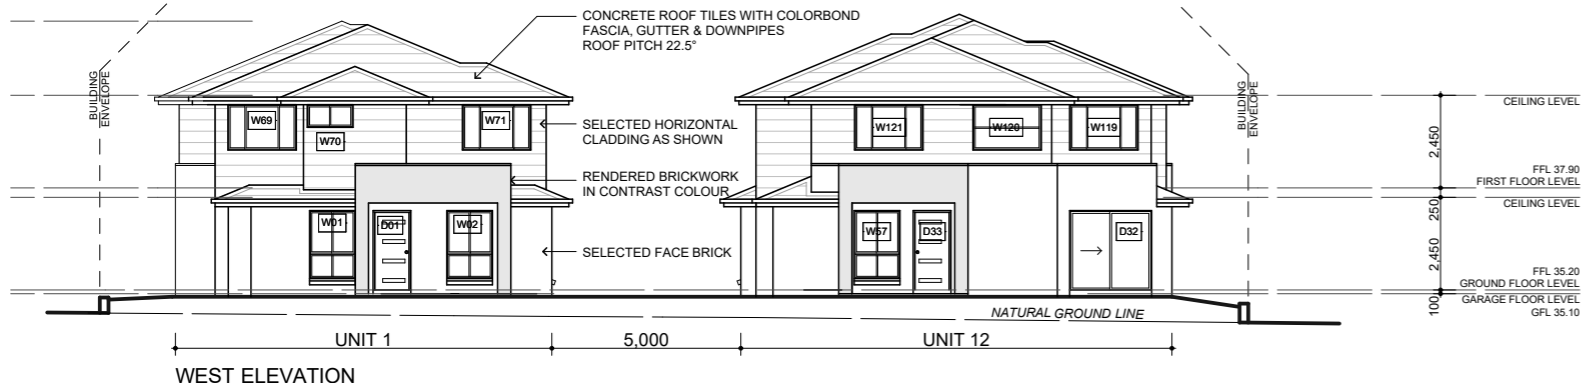 CONCRETE ROOF TILES WITH COLORBOND
FASCIA, GUTTER & DOWNPIPES
ROOF PITCH 22.5°
BUILDING
ENVELOPE
BUILDING
ENVELOPE
W69
W70
W71
SELECTED HORIZONTAL
CLADDING AS SHOWN
W121
W120
W119
CEILING LEVEL
2,450
RENDERED BRICKWORK
IN CONTRAST COLOUR
FFL 37.90
FIRST FLOOR LEVEL
250
CEILING LEVEL
W01
D01
W02
SELECTED FACE BRICK
W57
D33
D32
2,450
FFL 35.20
GROUND FLOOR LEVEL
100
GARAGE FLOOR LEVEL
GFL 35.10
NATURAL GROUND LINE
UNIT 1
5,000
UNIT 12
WEST ELEVATION